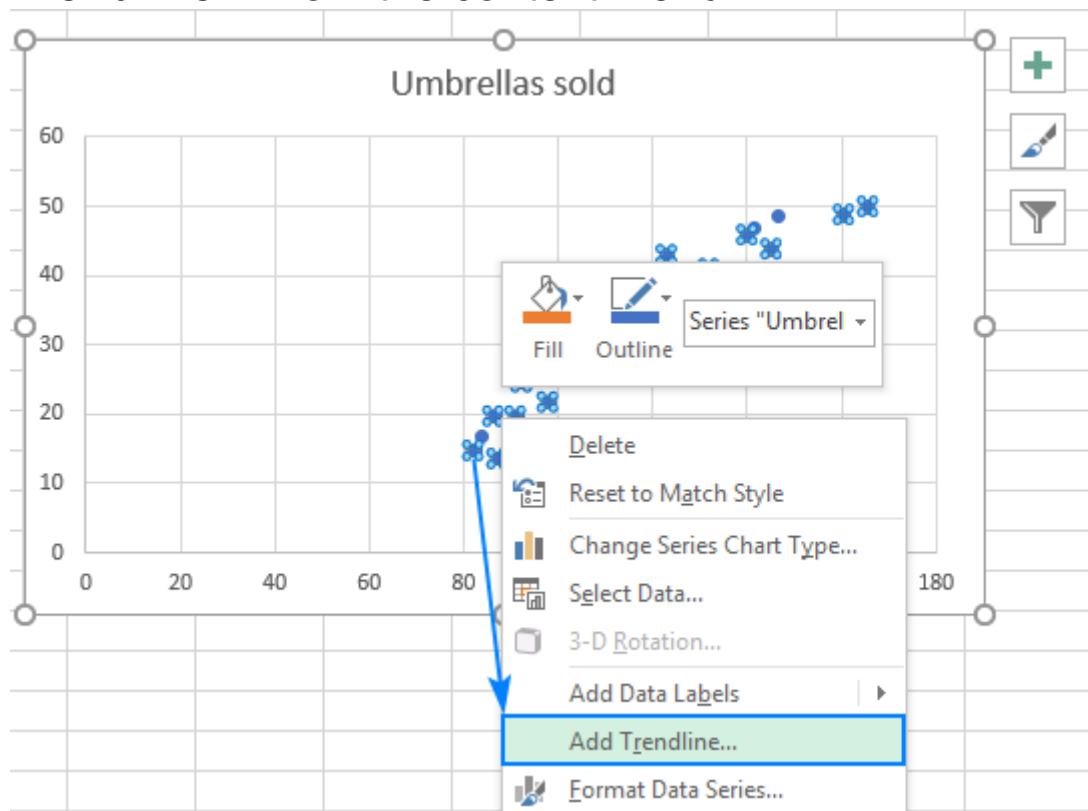 Umbrellas sold
60
50
40
30
20
10
0
0 20 40 60 80 180
Fill Outline Series "Umbrel
Delete
Reset to Match Style
Change Series Chart Type...
Select Data...
3-D Rotation...
Add Data Labels
Add Trendline...
Format Data Series...